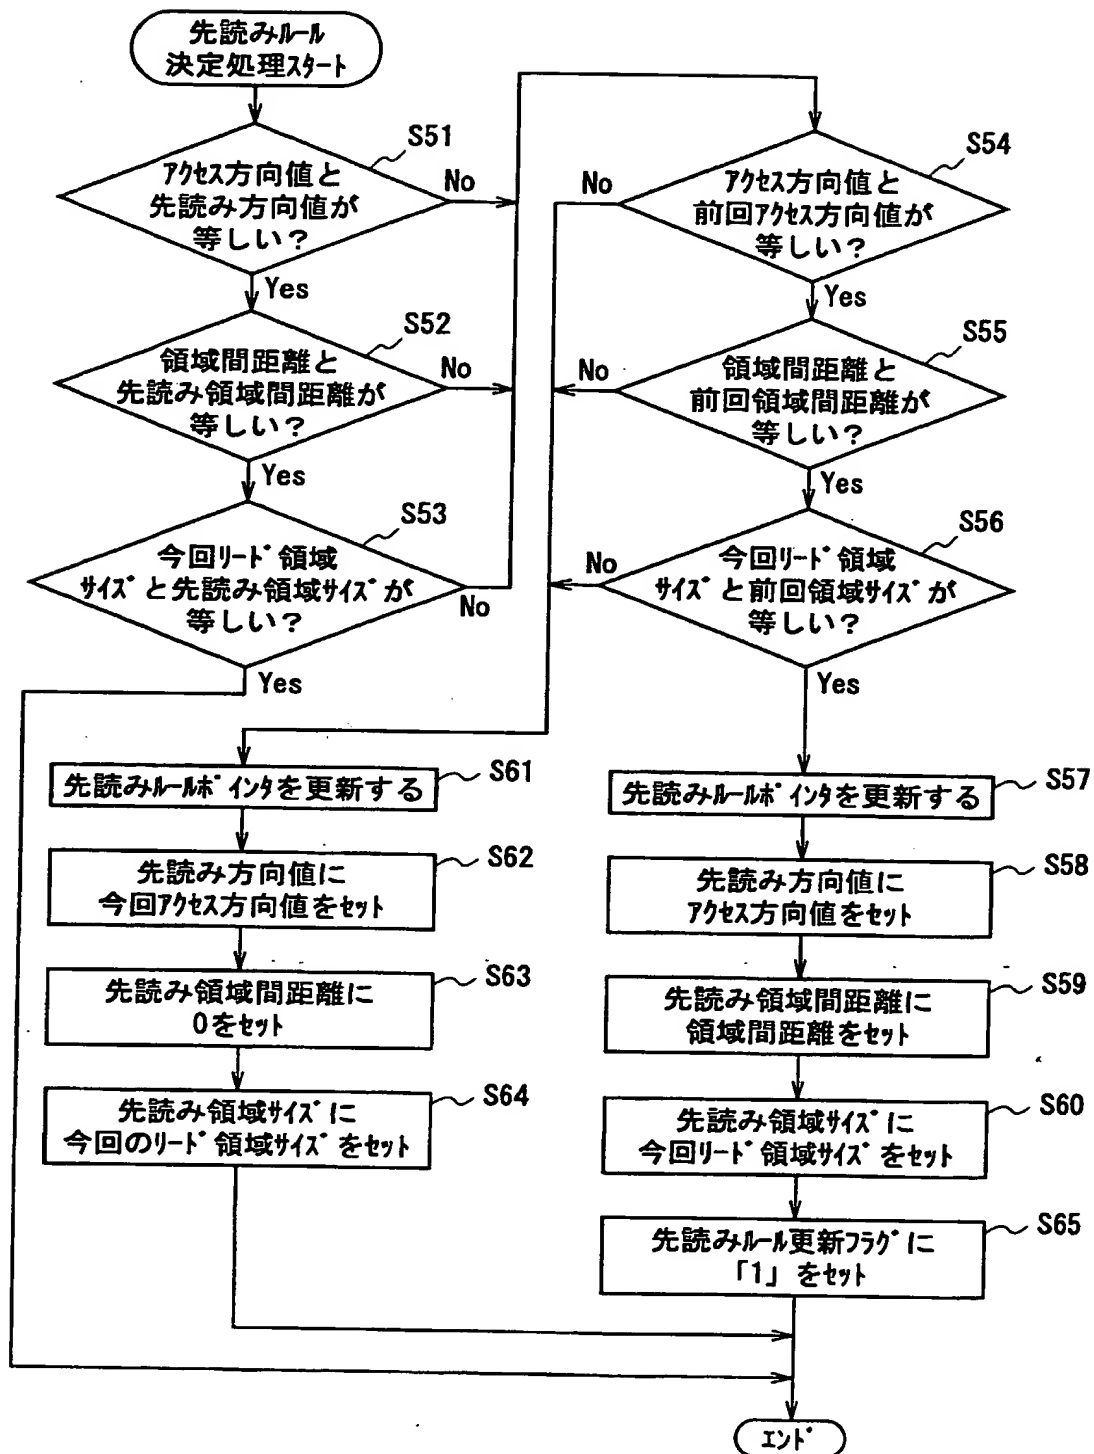 先読みﾙｰﾙ
決定処理ｽﾀｰﾄ
S51
ｱｸｾｽ方向値と
先読み方向値が
等しい?
No
Yes
S52
領域間距離と
先読み領域間距離が
等しい?
No
Yes
S53
今回ﾘｰﾄﾞ領域
ｻｲｽﾞと先読み領域ｻｲｽﾞが
等しい?
No
Yes
S54
ｱｸｾｽ方向値と
前回ｱｸｾｽ方向値が
等しい?
No
Yes
S55
領域間距離と
前回領域間距離が
等しい?
No
Yes
S56
今回ﾘｰﾄﾞ領域
ｻｲｽﾞと前回領域ｻｲｽﾞが
等しい?
No
Yes
S61
先読みﾙｰﾙﾎﾟｲﾝﾀを更新する
S62
先読み方向値に
今回ｱｸｾｽ方向値をｾｯﾄ
S63
先読み領域間距離に
0をｾｯﾄ
S64
先読み領域ｻｲｽﾞに
今回のﾘｰﾄﾞ領域ｻｲｽﾞをｾｯﾄ
S57
先読みﾙｰﾙﾎﾟｲﾝﾀを更新する
S58
先読み方向値に
ｱｸｾｽ方向値をｾｯﾄ
S59
先読み領域間距離に
領域間距離をｾｯﾄ
S60
先読み領域ｻｲｽﾞに
今回ﾘｰﾄﾞ領域ｻｲｽﾞをｾｯﾄ
S65
先読みﾙｰﾙ更新ﾌﾗｸﾞに
「1」をｾｯﾄ
ｴﾝﾄﾞ